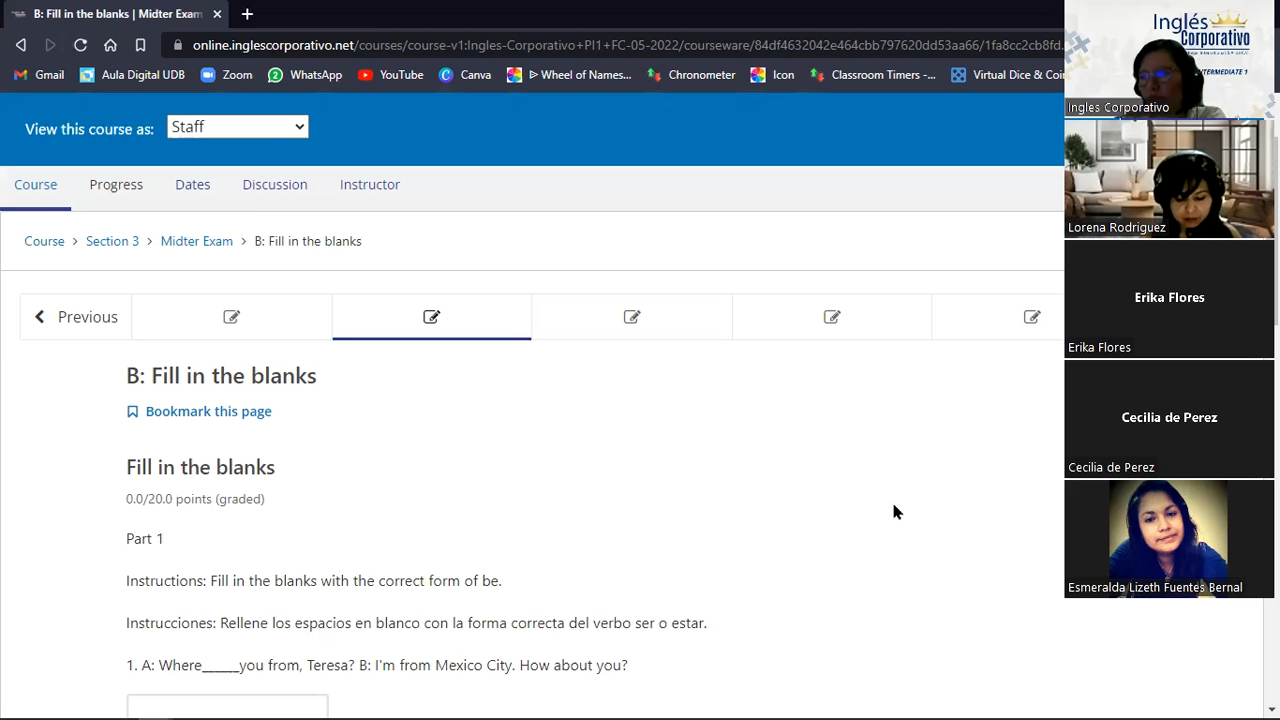 B: Fill in the blanks | Midter Exam
online.inglescorporativo.net/courses/course-v1:Ingles-Corporativo+PI1+FC-05-2022/courseware/84df4632042e464cbb797620dd53a66/1fa8cc2cb8fd.
Gmail Aula Digital UDB Zoom WhatsApp YouTube Canva ᐅ Wheel of Names... Chronometer Icon Classroom Timers -... Virtual Dice & Coin
View this course as: Staff
Course Progress Dates Discussion Instructor
Course > Section 3 > Midter Exam > B: Fill in the blanks
Previous
B: Fill in the blanks
Bookmark this page
Fill in the blanks
0.0/20.0 points (graded)
Part 1
Instructions: Fill in the blanks with the correct form of be.
Instrucciones: Rellene los espacios en blanco con la forma correcta del verbo ser o estar.
1. A: Where______you from, Teresa? B: I'm from Mexico City. How about you?
Inglés
Corporativo
INTERMEDIATE 1
Ingles Corporativo
Lorena Rodriguez
Erika Flores
Erika Flores
Cecilia de Perez
Cecilia de Perez
Esmeralda Lizeth Fuentes Bernal